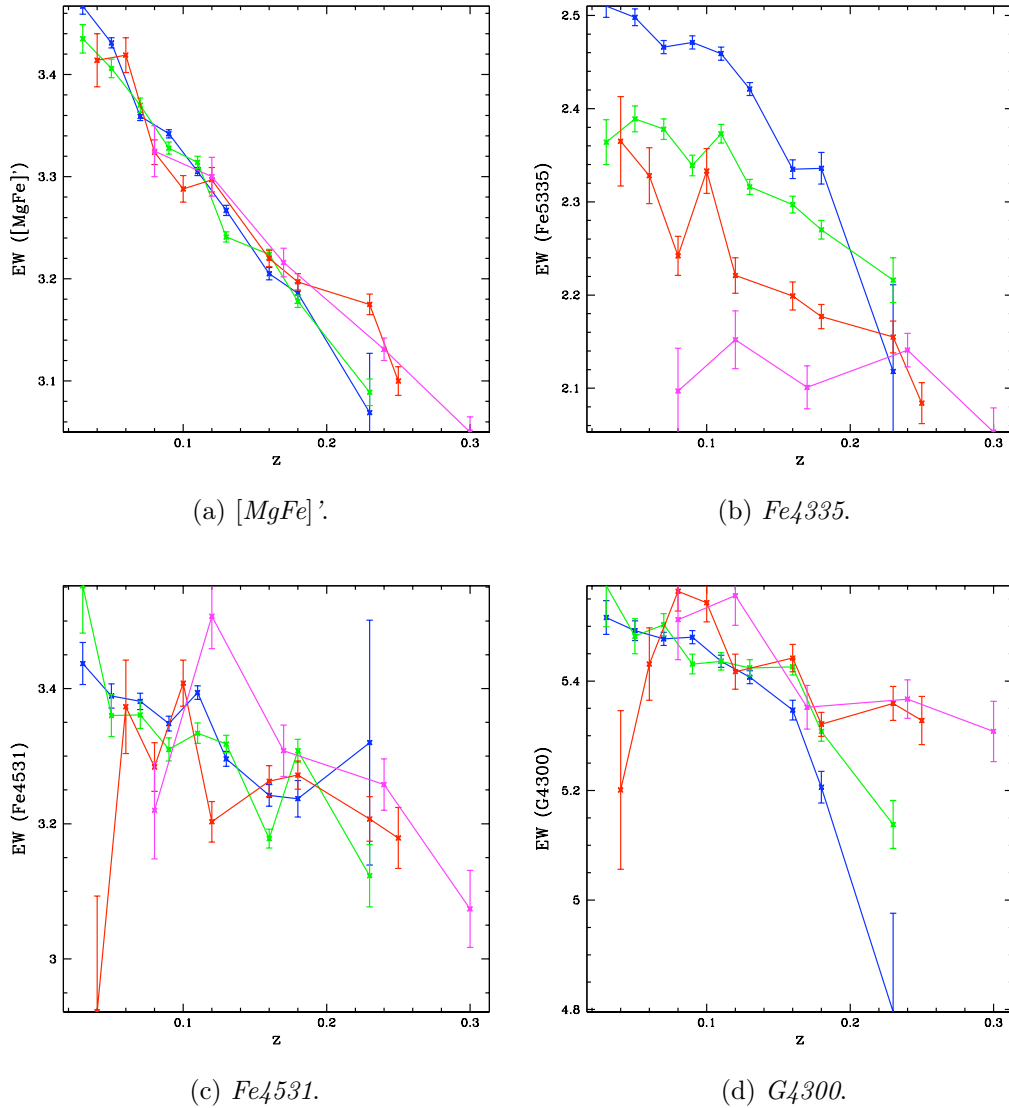 EW ([MgFe]')
3.4
3.3
3.2
3.1
0.1 0.2 0.3
z
(a) [MgFe]'.
EW (Fe5335)
2.5
2.4
2.3
2.2
2.1
0.1 0.2 0.3
z
(b) Fe4335.
EW (Fe4531)
3.4
3.2
3
0.1 0.2 0.3
z
(c) Fe4531.
EW (G4300)
5.4
5.2
5
4.8
0.1 0.2 0.3
z
(d) G4300.